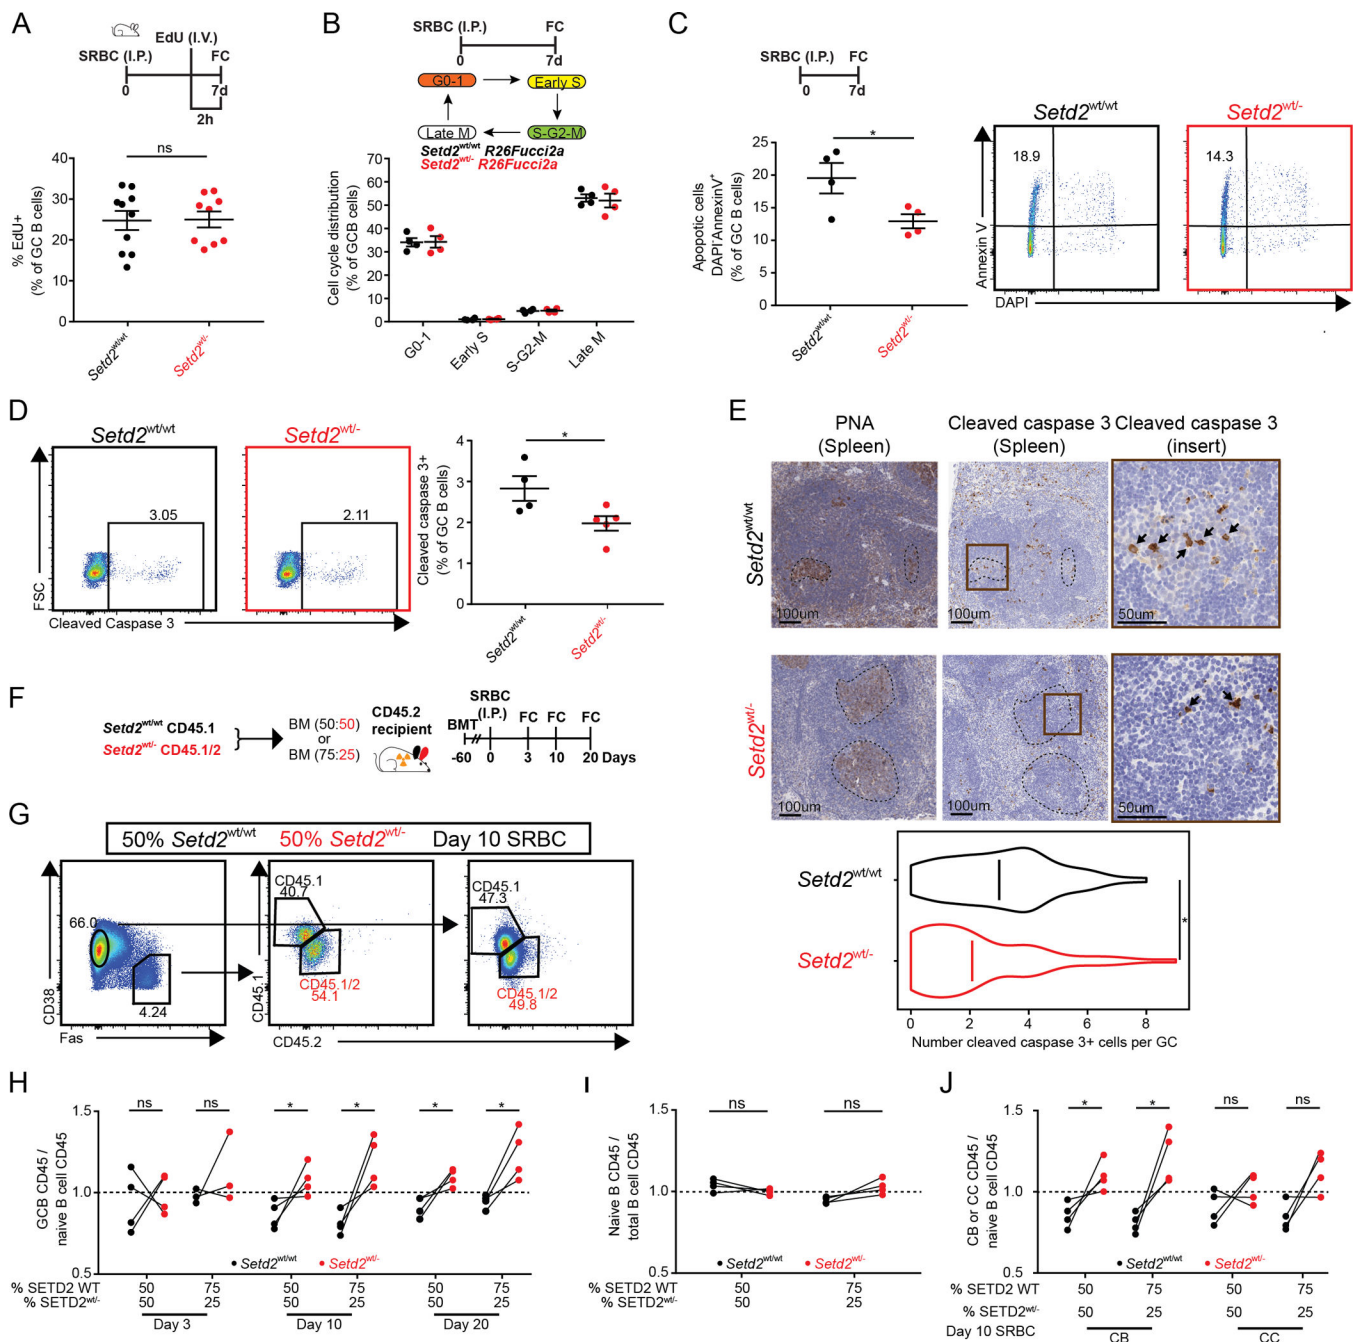 A
EdU (I.V.)
SRBC (I.P.)
FC
0
7d
2h
ns
40
30
20
10
0
% EdU+
(% of GC B cells)
Setd2wt/wt
Setd2wt/-
B
SRBC (I.P.)
FC
0
7d
G0-1
Early S
Late M
S-G2-M
Setd2wt/wt R26Fucci2a
Setd2wt/- R26Fucci2a
70
60
50
40
30
20
10
0
Cell cycle distribution
(% of GCB cells)
G0-1
Early S
S-G2-M
Late M
C
SRBC (I.P.)
FC
0
7d
*
25
20
15
10
5
0
Apoptotic cells
DAPI AnnexinV+
(% of GC B cells)
Setd2wt/wt
Setd2wt/-
Setd2wt/wt
Setd2wt/-
18.9
14.3
Annexin V
DAPI
D
Setd2wt/wt
Setd2wt/-
3.05
2.11
FSC
Cleaved Caspase 3
*
4
3
2
1
0
Cleaved caspase 3+
(% of GC B cells)
Setd2wt/wt
Setd2wt/-
E
PNA
(Spleen)
Cleaved caspase 3
(Spleen)
Cleaved caspase 3
(insert)
Setd2wt/wt
100um
100um
50um
Setd2wt/-
100um
100um
50um
Setd2wt/wt
Setd2wt/-
*
0
2
4
6
8
Number cleaved caspase 3+ cells per GC
F
Setd2wt/wt CD45.1
Setd2wt/- CD45.1/2
BM (50:50)
or
BM (75:25)
CD45.2
recipient
SRBC
(I.P.)
BMT
FC
FC
FC
-60
0
3
10
20
Days
G
50% Setd2wt/wt 50% Setd2wt/- Day 10 SRBC
66.0
4.24
CD38
Fas
CD45.1
40.7
CD45.1/2
54.1
CD45.1
CD45.2
CD45.1
47.3
CD45.1/2
49.8
H
ns
ns
*
*
*
*
1.5
1.0
0.5
GCB CD45 /
naive B cell CD45
Setd2wt/wt
Setd2wt/-
% SETD2 WT 50 75
% SETD2wt/- 50 25
Day 3
Day 10
Day 20
I
ns
ns
1.5
1.0
0.5
Naive B CD45 /
total B cell CD45
Setd2wt/wt
Setd2wt/-
% SETD2 WT 50 75
% SETD2wt/- 50 25
J
*
*
ns
ns
1.5
1.0
0.5
CB or CC CD45 /
naive B cell CD45
Setd2wt/wt
Setd2wt/-
% SETD2 WT 50 75 50 75
% SETD2wt/- 50 25 50 25
Day 10 SRBC
CB
CC